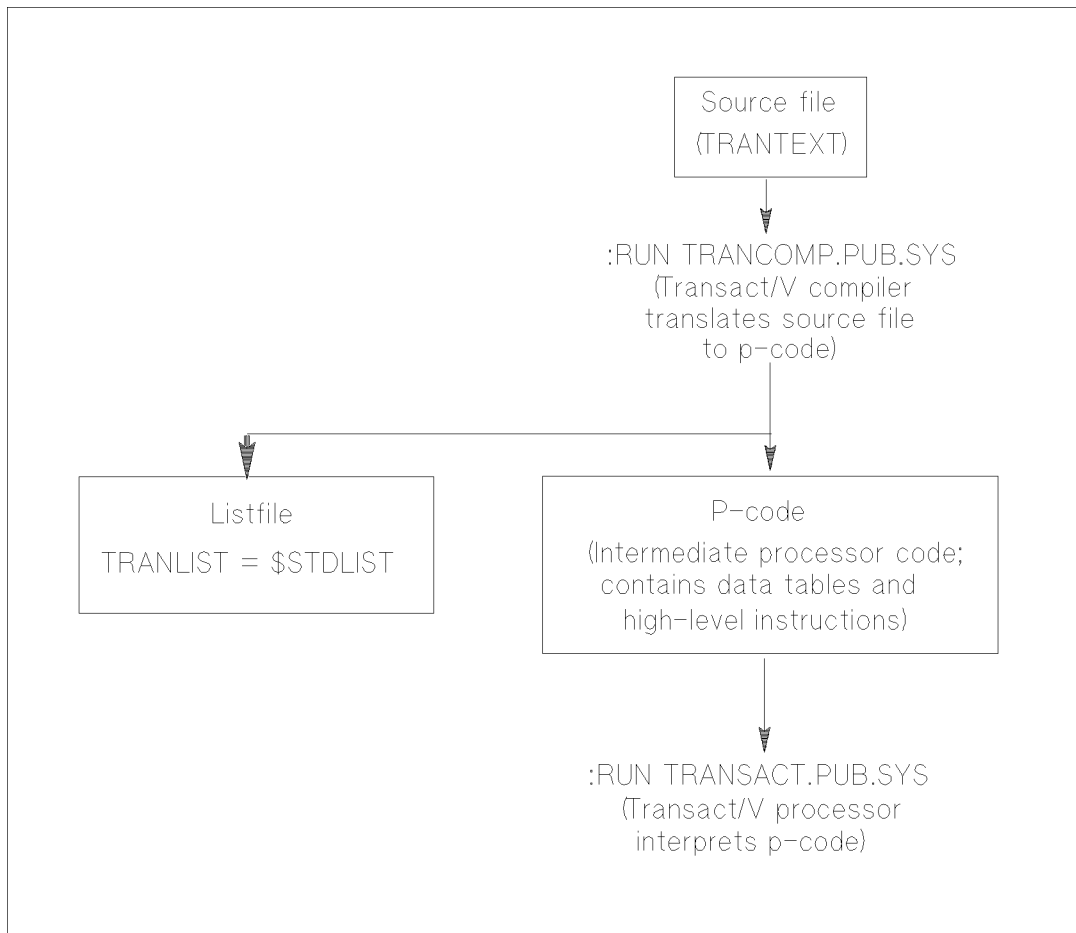 Source file
(TRANTEXT)
:RUN TRANCOMP.PUB.SYS
(Transact/V compiler
translates source file
to p-code)
Listfile
TRANLIST = $STDLIST
P-code
(Intermediate processor code;
contains data tables and
high-level instructions)
:RUN TRANSACT.PUB.SYS
(Transact/V processor
interprets p-code)